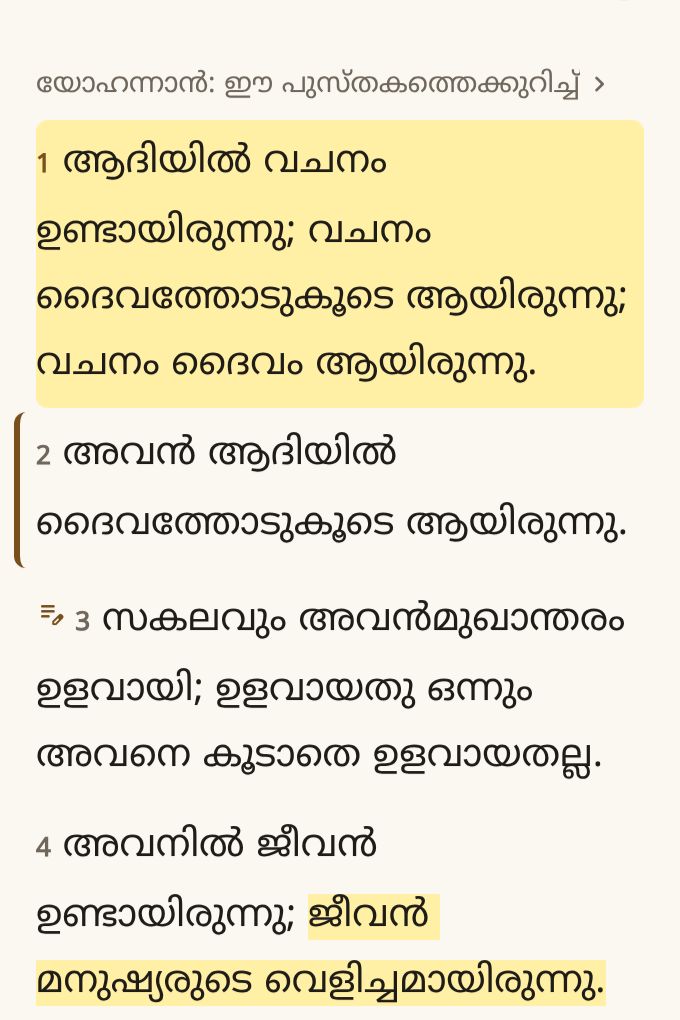 യോഹന്നാൻ: ഈ പുസ്തകത്തെക്കുറിച്ച് >
1 ആദിയിൽ വചനം
ഉണ്ടായിരുന്നു; വചനം
ദൈവത്തോടുകൂടെ ആയിരുന്നു;
വചനം ദൈവം ആയിരുന്നു.
2 അവൻ ആദിയിൽ
ദൈവത്തോടുകൂടെ ആയിരുന്നു.
3 സകലവും അവൻമുഖാന്തരം
ഉളവായി; ഉളവായതു ഒന്നും
അവനെ കൂടാതെ ഉളവായതല്ല.
4 അവനിൽ ജീവൻ
ഉണ്ടായിരുന്നു; ജീവൻ
മനുഷ്യരുടെ വെളിച്ചമായിരുന്നു.